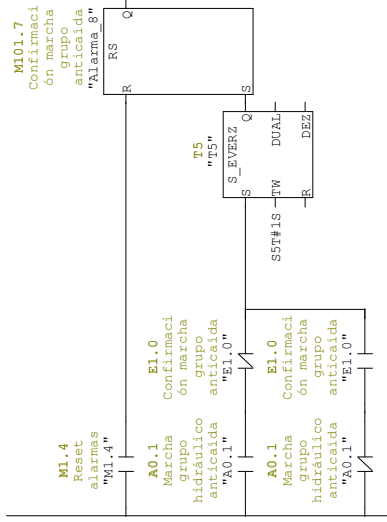 M1.4
Reset
alarmas
"M1.4"
M101.7
Confirmaci
ón marcha
grupo
anticaída
"Alarma_8"
RS
R
Q
S
A0.1
Marcha
grupo
hidráulico
anticaída
"A0.1"
E1.0
Confirmaci
ón marcha
grupo
anticaída
"E1.0"
T5
"T5"
S_EVERZ
S
Q
S5T#1S
TW
DUAL
R
DEZ
A0.1
Marcha
grupo
hidráulico
anticaída
"A0.1"
E1.0
Confirmaci
ón marcha
grupo
anticaída
"E1.0"